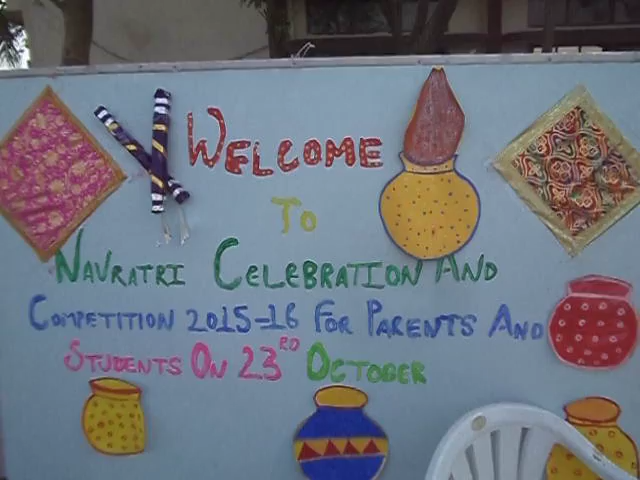 WELCOME
TO
NAVRATRI CELEBRATION AND
COMPETITION 2015-16 FOR PARENTS AND
STUDENTS ON 23RD OCTOBER